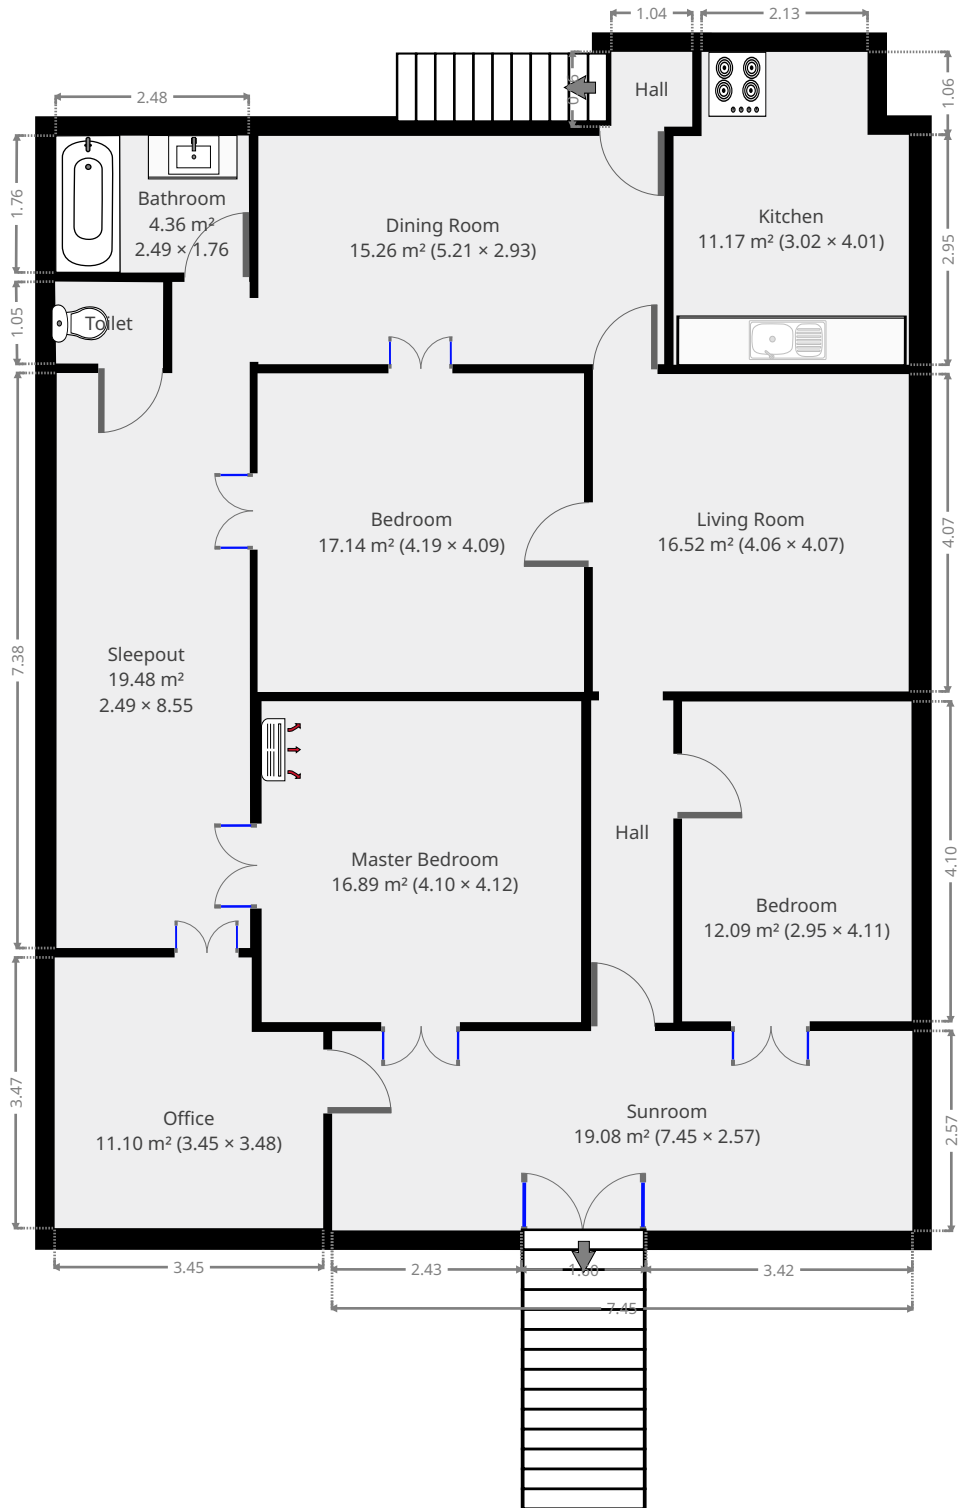 1.04
2.13
Hall
1.06
2.48
1.76
Bathroom
4.36 m²
2.49 × 1.76
Dining Room
15.26 m² (5.21 × 2.93)
Kitchen
11.17 m² (3.02 × 4.01)
2.95
1.05
Toilet
7.38
Bedroom
17.14 m² (4.19 × 4.09)
Living Room
16.52 m² (4.06 × 4.07)
4.07
Sleepout
19.48 m²
2.49 × 8.55
Hall
Master Bedroom
16.89 m² (4.10 × 4.12)
4.10
Bedroom
12.09 m² (2.95 × 4.11)
3.47
Office
11.10 m² (3.45 × 3.48)
Sunroom
19.08 m² (7.45 × 2.57)
2.57
3.45
2.43
3.42
7.45